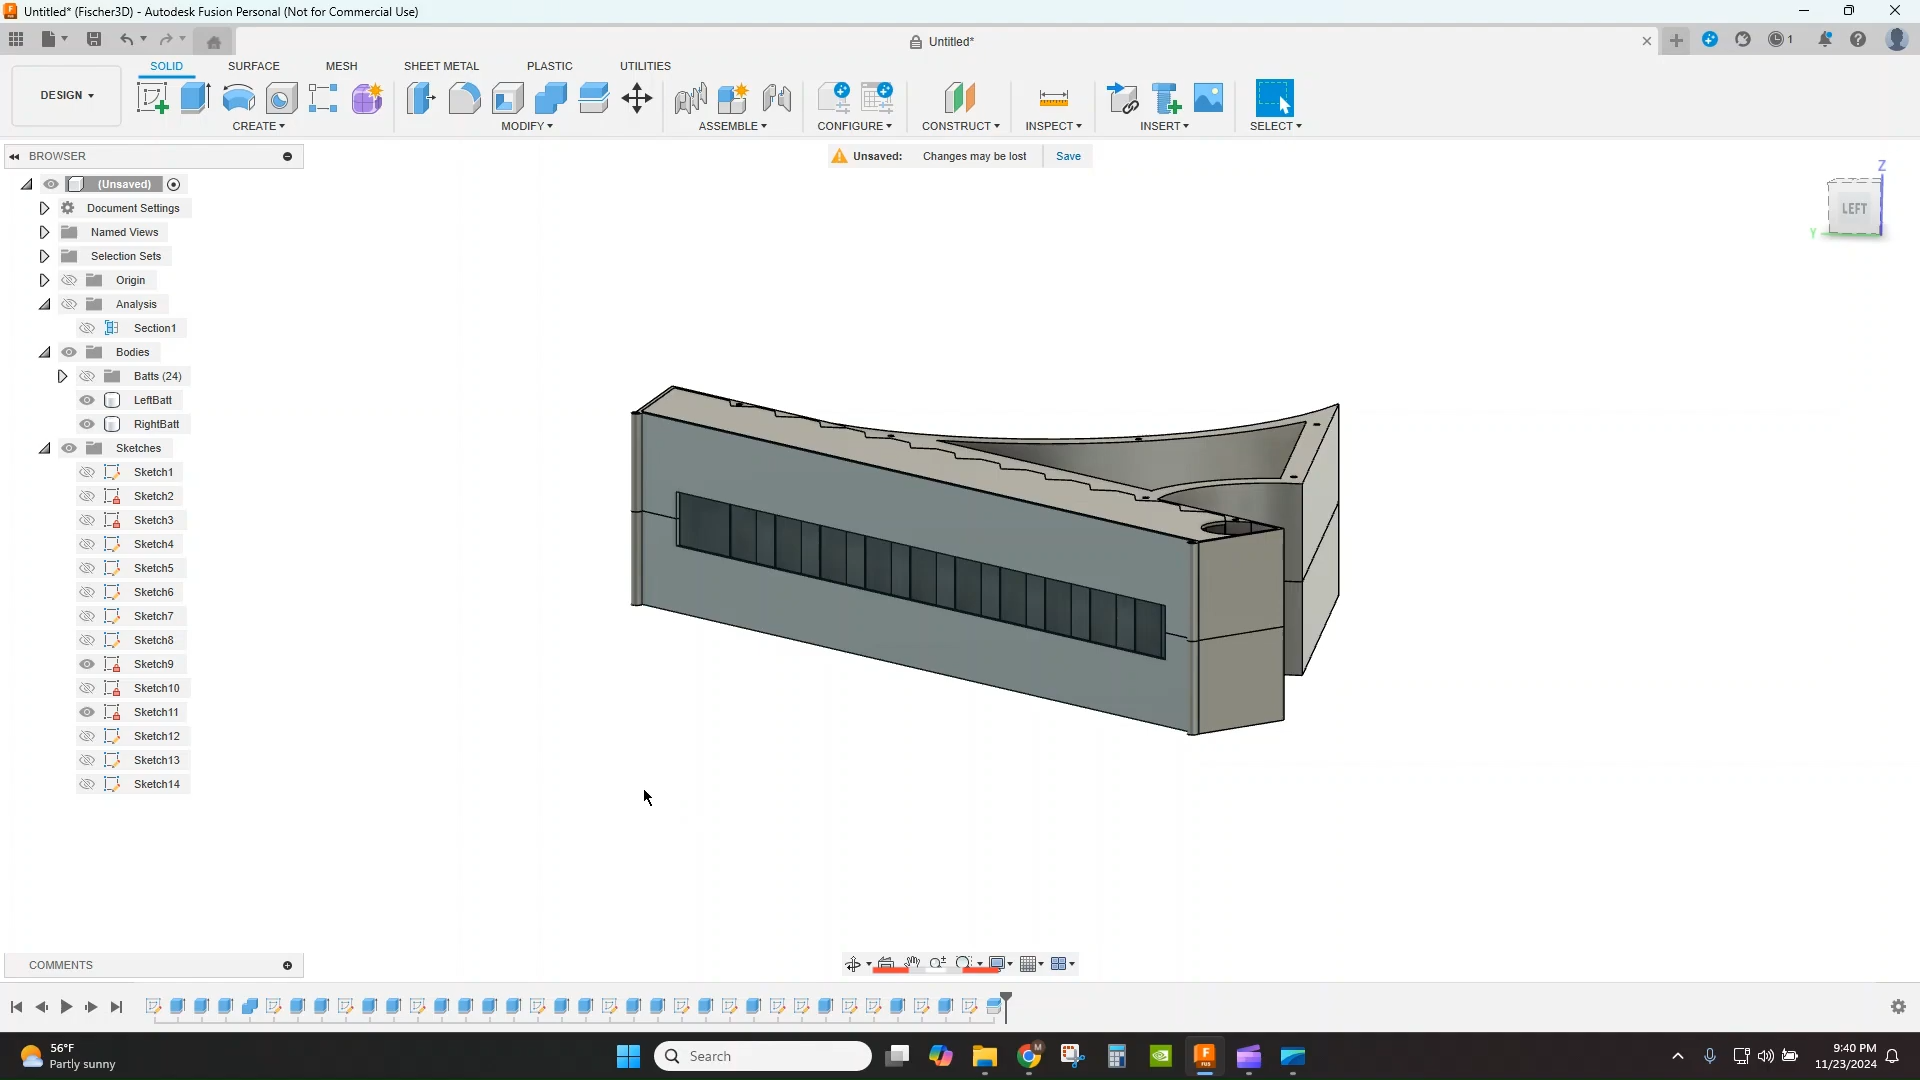 Untitled* (Fischer3D) - Autodesk Fusion Personal (Not for Commercial Use)
Untitled*
1
DESIGN
SOLID
SURFACE
MESH
SHEET METAL
PLASTIC
UTILITIES
CREATE
MODIFY
ASSEMBLE
CONFIGURE
CONSTRUCT
INSPECT
INSERT
SELECT
BROWSER
Unsaved: Changes may be lost Save
(Unsaved)
Document Settings
Named Views
Selection Sets
Origin
Analysis
Section1
Bodies
Batts (24)
LeftBatt
RightBatt
Sketches
Sketch1
Sketch2
Sketch3
Sketch4
Sketch5
Sketch6
Sketch7
Sketch8
Sketch9
Sketch10
Sketch11
Sketch12
Sketch13
Sketch14
Z
LEFT
Y
COMMENTS
56°F
Partly sunny
Search
M
F
FUS
9:40 PM
11/23/2024